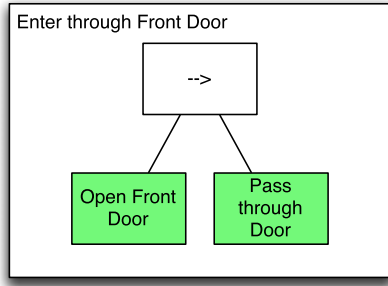 Enter through Front Door
-->
Open Front
Door
Pass
through
Door